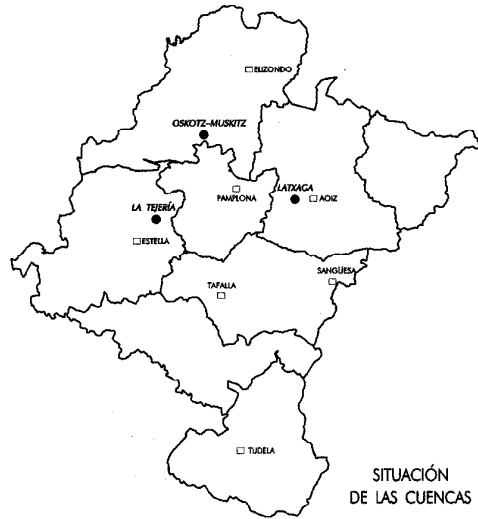 ELIZONDO
OSKOTZ-MUSKITZ
PAMPLONA
LATXAGA
AOIZ
LA TEJERÍA
ESTELLA
SANGÜESA
TAFALLA
TUDELA
SITUACIÓN
DE LAS CUENCAS